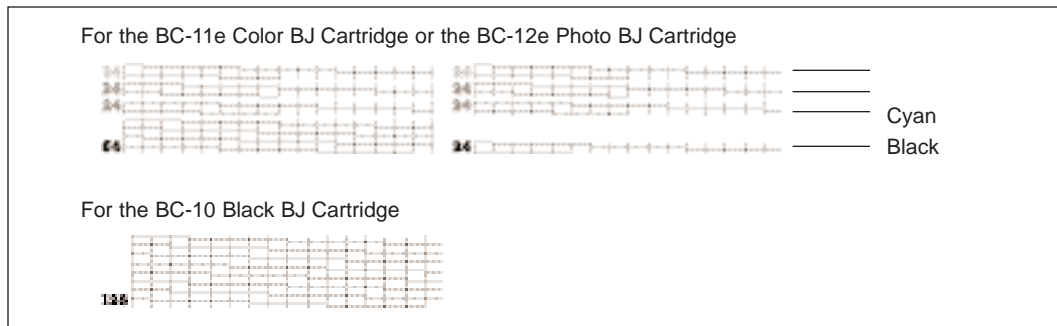 For the BC-11e Color BJ Cartridge or the BC-12e Photo BJ Cartridge
Cyan
Black
For the BC-10 Black BJ Cartridge